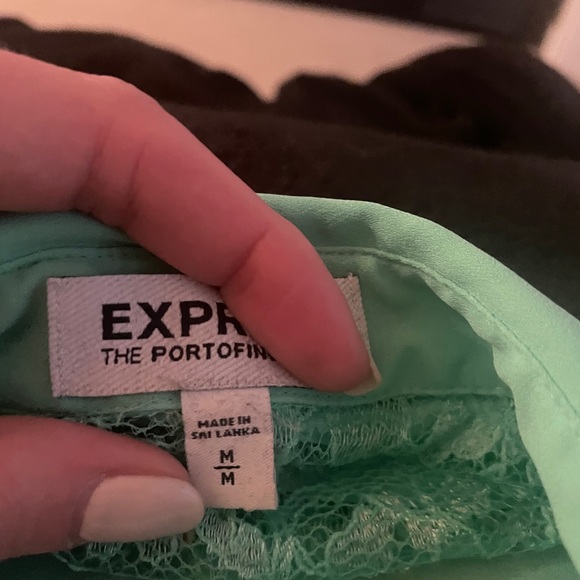 EXPR
THE PORTOFIN
MADE IN
SRI LANKA
M
M